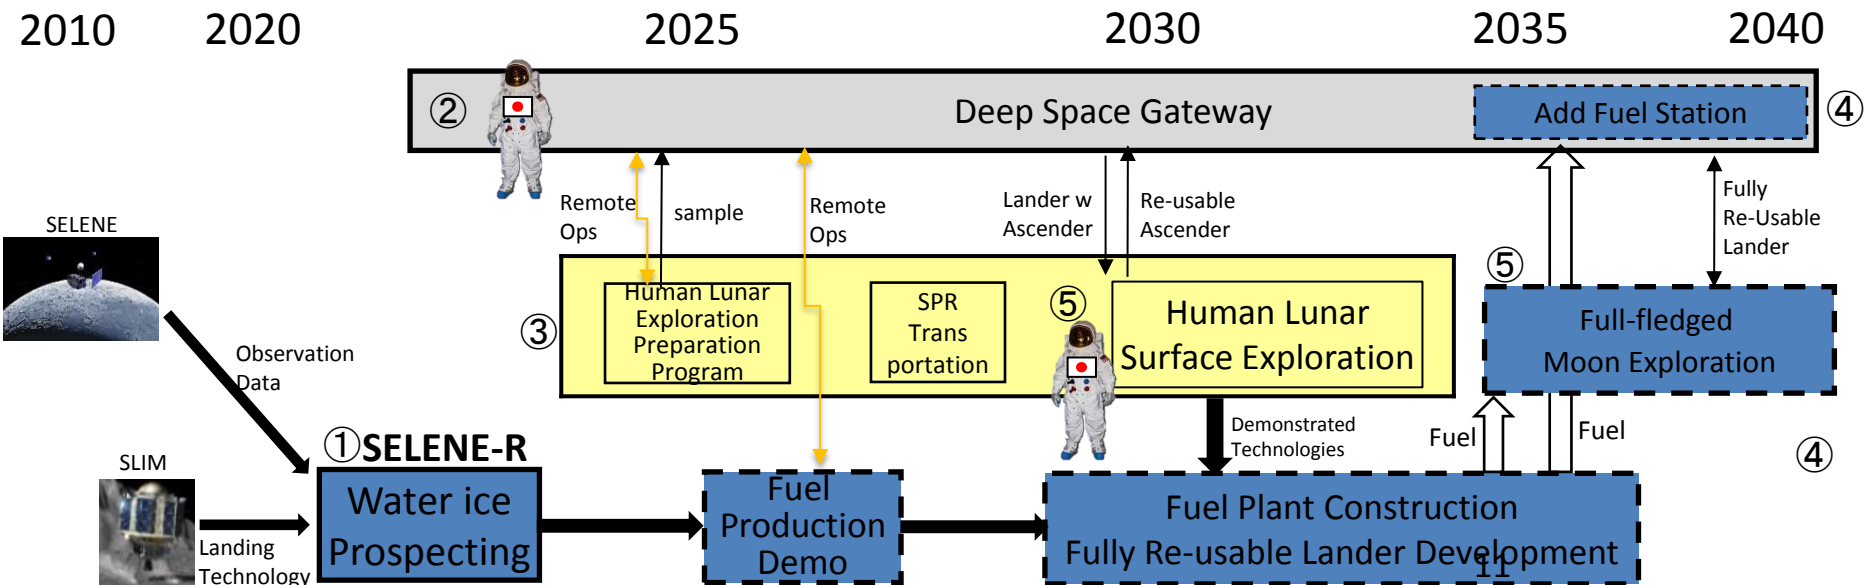 2010
2020
2025
2030
2035
2040
②
Deep Space Gateway
Add Fuel Station
④
Remote
Ops
sample
Remote
Ops
Lander w
Ascender
Re-usable
Ascender
Fully
Re-Usable
Lander
SELENE
③
Human Lunar
Exploration
Preparation
Program
SPR
Trans
portation
⑤
Human Lunar
Surface Exploration
⑤
Full-fledged
Moon Exploration
Observation
Data
Demonstrated
Technologies
Fuel
Fuel
④
①SELENE-R
SLIM
Landing
Technology
Water ice
Prospecting
Fuel
Production
Demo
Fuel Plant Construction
Fully Re-usable Lander Development
11